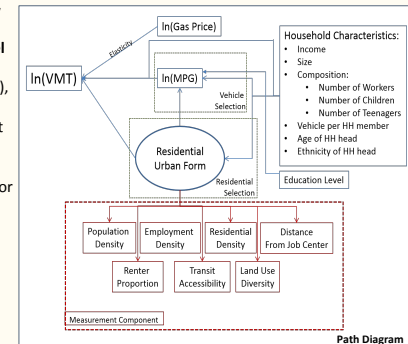 ol
),
t
or
ln(Gas Price)
Elasticity
ln(VMT)
ln(MPG)
Vehicle
Selection
Household Characteristics:
• Income
• Size
• Composition:
• Number of Workers
• Number of Children
• Number of Teenagers
• Vehicle per HH member
• Age of HH head
• Ethnicity of HH head
Residential
Urban Form
Residential
Selection
Education Level
Population
Density
Employment
Density
Residential
Density
Distance
From Job Center
Renter
Proportion
Transit
Accessibility
Land Use
Diversity
Measurement Component
Path Diagram